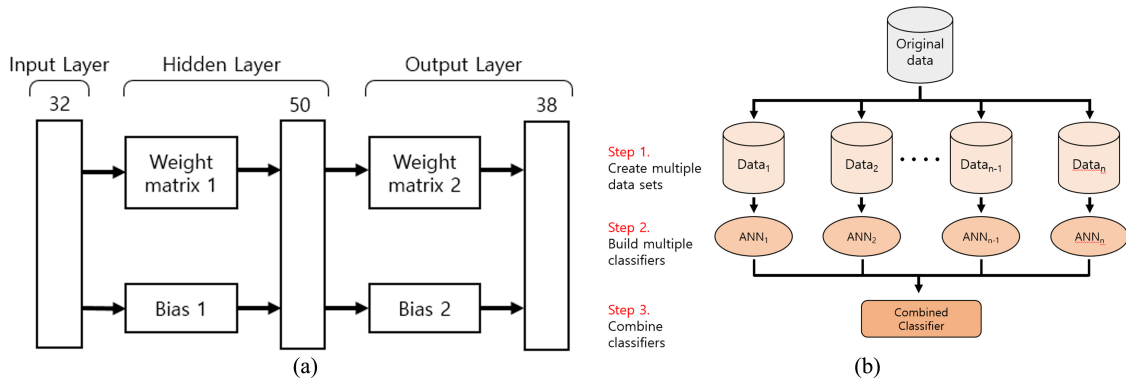 Input Layer
Hidden Layer
Output Layer
32
50
38
Weight
matrix 1
Weight
matrix 2
Bias 1
Bias 2
(a)
Original
data
Step 1.
Create multiple
data sets
Data₁
Data₂
• • • •
Dataₙ₋₁
Dataₙ
Step 2.
Build multiple
classifiers
ANN₁
ANN₂
ANNₙ₋₁
ANNₙ
Step 3.
Combine
classifiers
Combined
Classifier
(b)